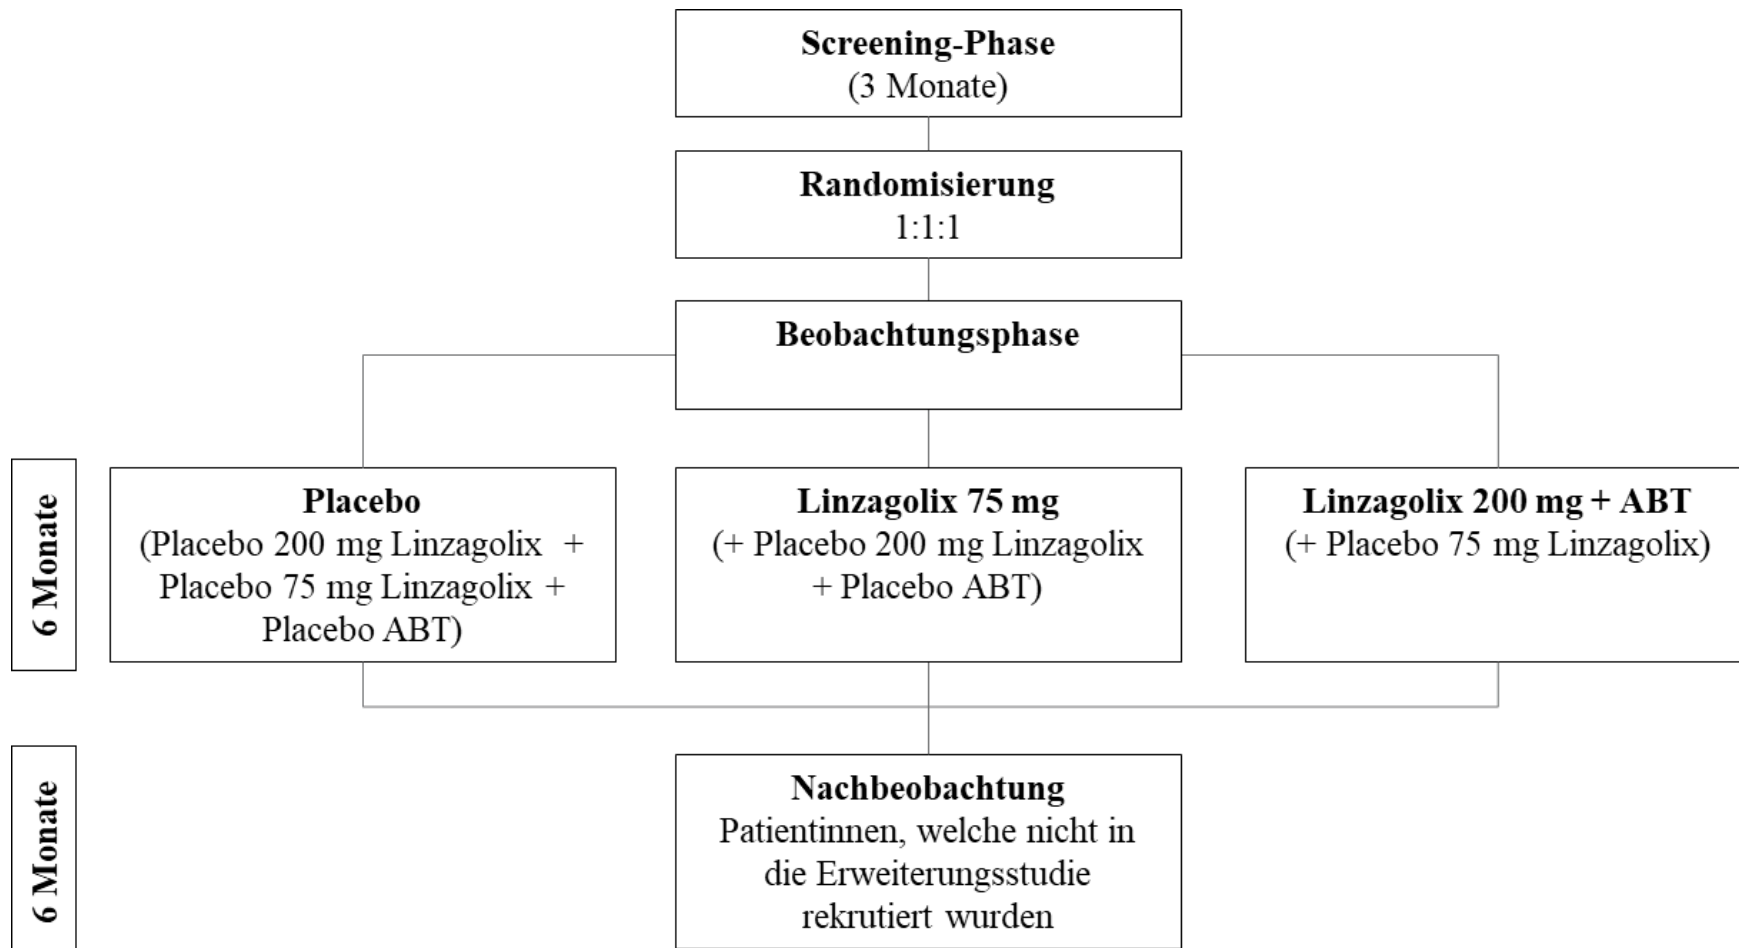 Screening-Phase
(3 Monate)
Randomisierung
1:1:1
Beobachtungsphase
6 Monate
Placebo
(Placebo 200 mg Linzagolix +
Placebo 75 mg Linzagolix +
Placebo ABT)
Linzagolix 75 mg
(+ Placebo 200 mg Linzagolix
+ Placebo ABT)
Linzagolix 200 mg + ABT
(+ Placebo 75 mg Linzagolix)
6 Monate
Nachbeobachtung
Patientinnen, welche nicht in
die Erweiterungsstudie
rekrutiert wurden